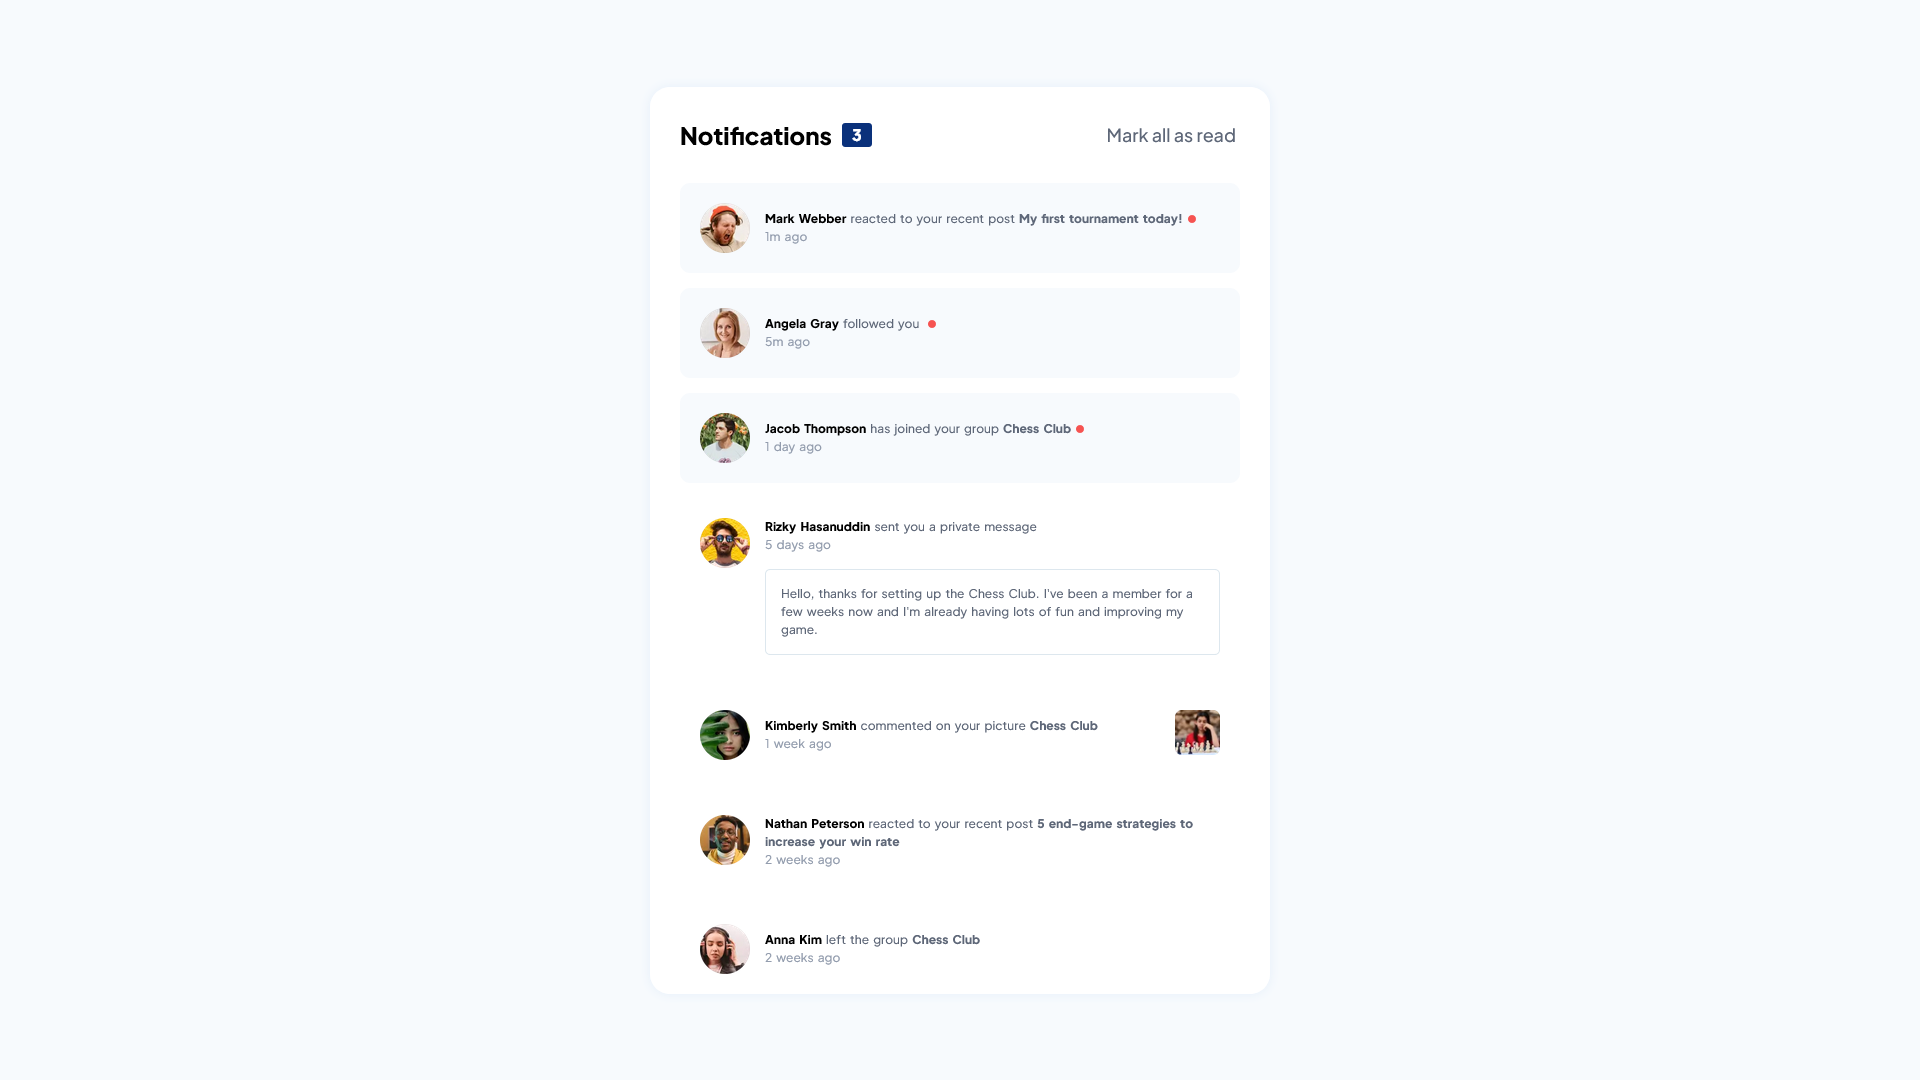 Notifications 3 Mark all as read
Mark Webber reacted to your recent post My first tournament today!
1m ago
Angela Gray followed you
5m ago
Jacob Thompson has joined your group Chess Club
1 day ago
Rizky Hasanuddin sent you a private message
5 days ago
Hello, thanks for setting up the Chess Club. I've been a member for a
few weeks now and I'm already having lots of fun and improving my
game.
Kimberly Smith commented on your picture Chess Club
1 week ago
Nathan Peterson reacted to your recent post 5 end-game strategies to
increase your win rate
2 weeks ago
Anna Kim left the group Chess Club
2 weeks ago